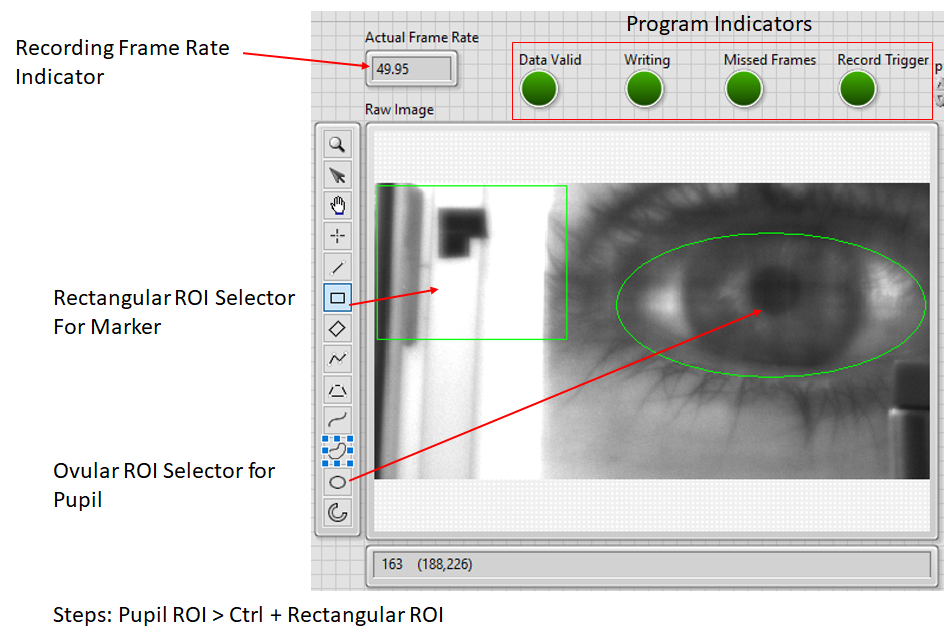 Program Indicators
Recording Frame Rate
Indicator
Actual Frame Rate
49.95
Data Valid
Writing
Missed Frames
Record Trigger
p
Raw Image
Rectangular ROI Selector
For Marker
Ovular ROI Selector for
Pupil
163 (188,226)
Steps: Pupil ROI > Ctrl + Rectangular ROI